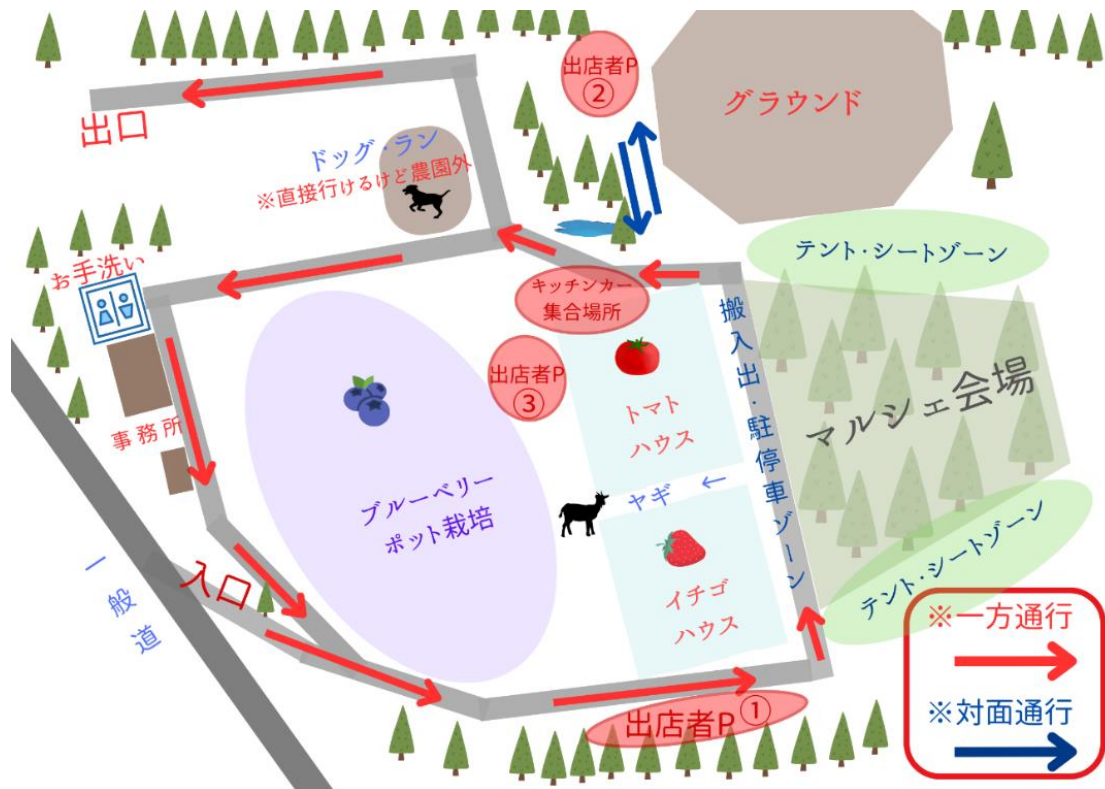 出店者P
②
グラウンド
出口
ドッグ・ラン
※直接行けるけど農園外
テント・シートゾーン
お手洗い
キッチンカー
集合場所
搬入出・駐停車ゾーン
マルシェ会場
出店者P
③
トマト
ハウス
事務所
ブルーベリー
ポット栽培
ヤギ ←
イチゴ
ハウス
テント・シートゾーン
一般道
入口
出店者P①
※一方通行
※対面通行